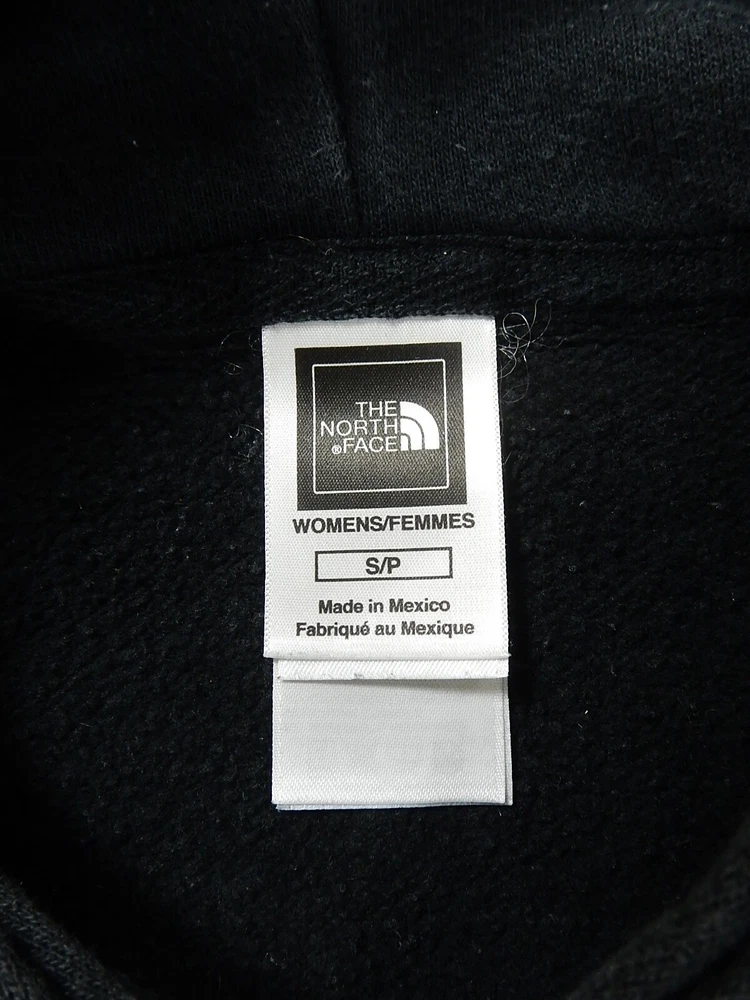 THE
NORTH
®FACE
WOMENS/FEMMES
S/P
Made in Mexico
Fabriqué au Mexique